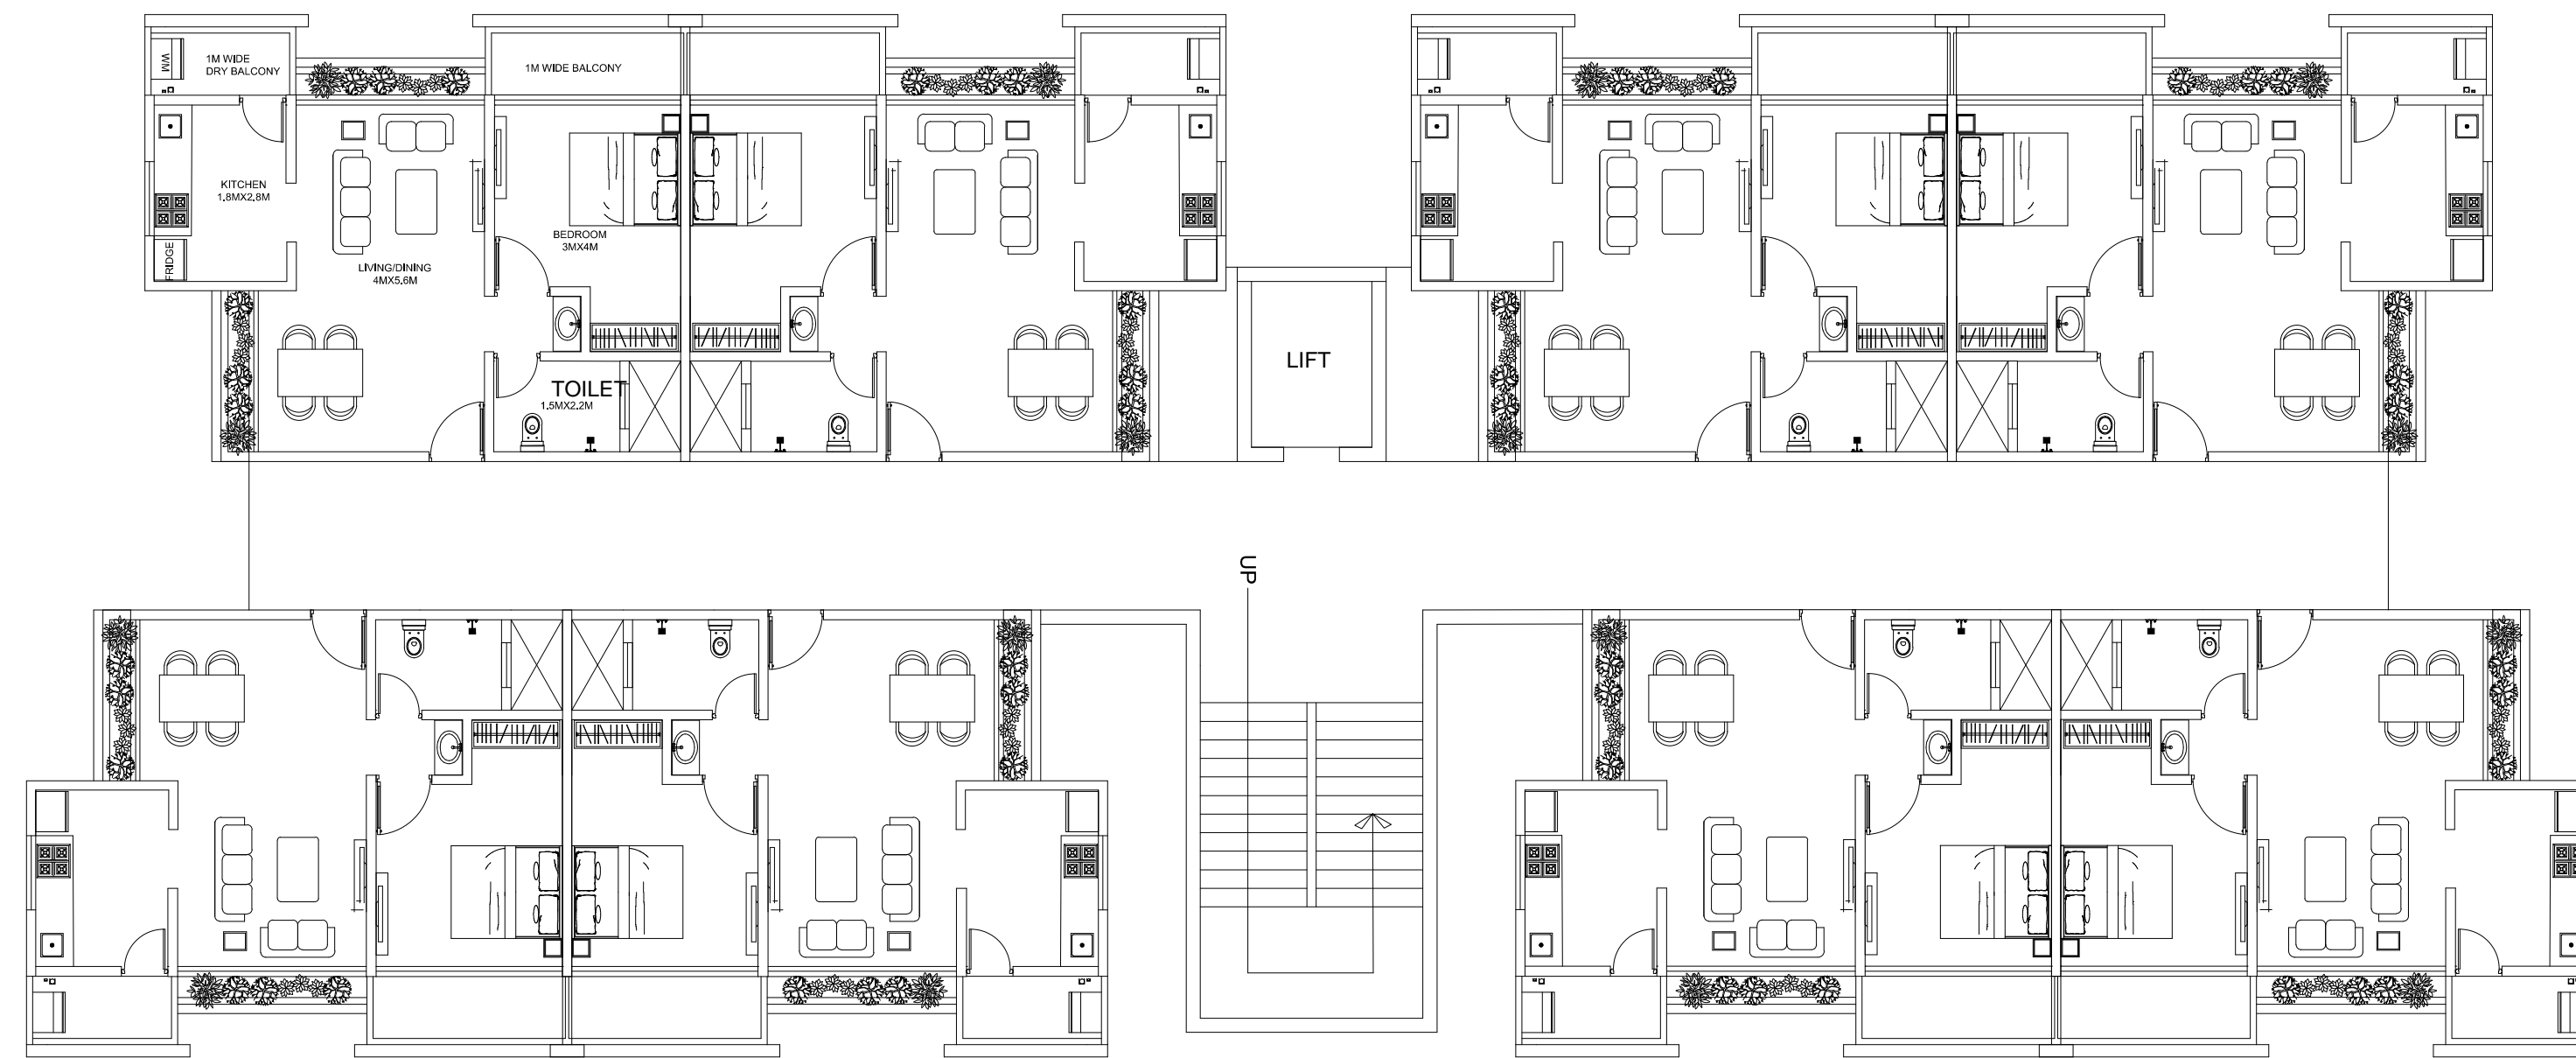 WM
1M WIDE
DRY BALCONY
1M WIDE BALCONY
KITCHEN
1.8MX2.8M
FRIDGE
BEDROOM
3MX4M
LIVING/DINING
4MX5.6M
TOILET
1.5MX2.2M
LIFT
UP